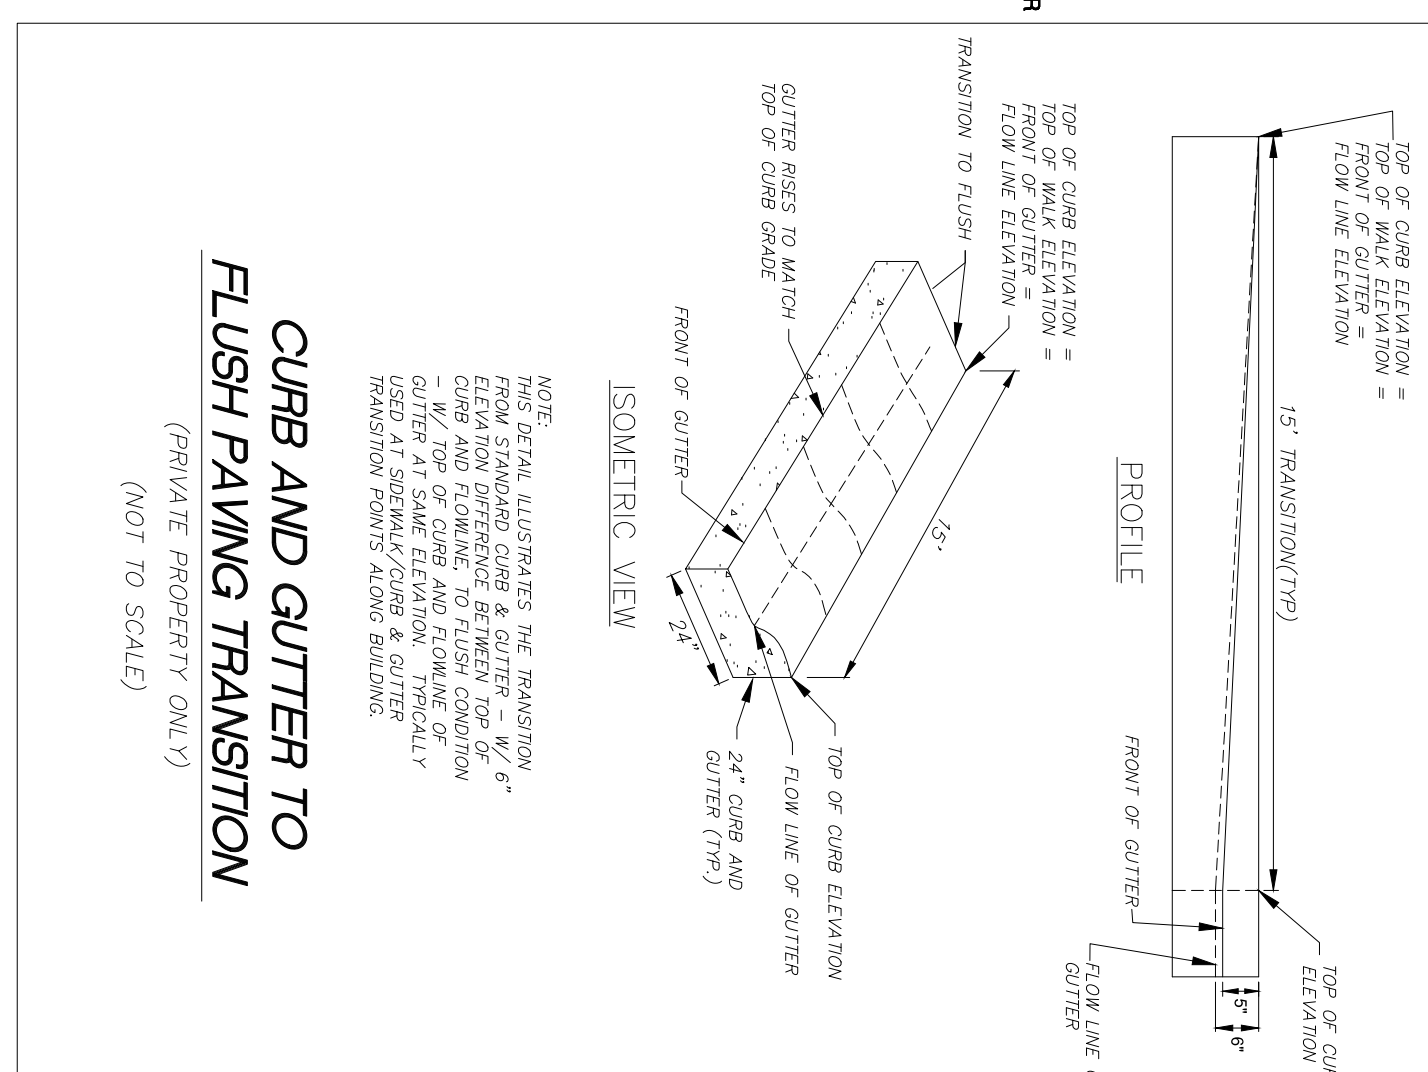 TOP OF CURB ELEVATION =
TOP OF WALK ELEVATION =
FRONT OF GUTTER =
FLOW LINE ELEVATION
15' TRANSITION(TYP)
TOP OF CUR
ELEVATION
5"
6"
FRONT OF GUTTER
FLOW LINE
GUTTER
PROFILE
TOP OF CURB ELEVATION =
TOP OF WALK ELEVATION =
FRONT OF GUTTER =
FLOW LINE ELEVATION
TRANSITION TO FLUSH
GUTTER RISES TO MATCH
TOP OF CURB GRADE
FRONT OF GUTTER
15'
24"
TOP OF CURB ELEVATION
FLOW LINE OF GUTTER
24" CURB AND
GUTTER (TYP.)
ISOMETRIC VIEW
NOTE:
THIS DETAIL ILLUSTRATES THE TRANSITION
FROM STANDARD CURB & GUTTER - W/ 6"
ELEVATION DIFFERENCE BETWEEN TOP OF
CURB AND FLOWLINE, TO FLUSH CONDITION
- W/ TOP OF CURB AND FLOWLINE OF
GUTTER AT SAME ELEVATION. TYPICALLY
USED AT SIDEWALK/CURB & GUTTER
TRANSITION POINTS ALONG BUILDING.
CURB AND GUTTER TO
FLUSH PAVING TRANSITION
(PRIVATE PROPERTY ONLY)
(NOT TO SCALE)
R